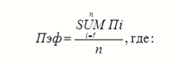 n
SUM Пi
i=1
Пэф = ———, где:
n